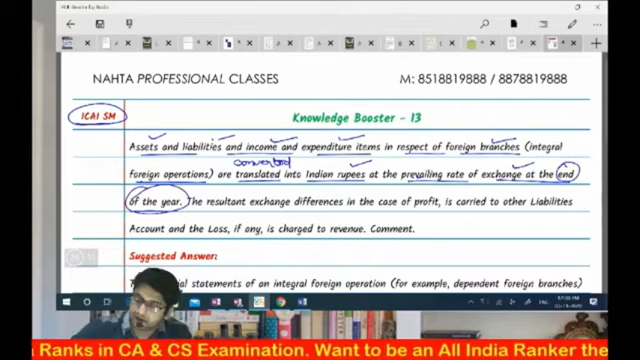 NAHTA PROFESSIONAL CLASSES
M: 8518819888 / 8878819888
ICAI SM
Knowledge Booster - 13
Assets and liabilities and income and expenditure items in respect of foreign branches (integral
converted
foreign operations) are translated into Indian rupees at the prevailing rate of exchange at the end
of the year. The resultant exchange differences in the case of profit, is carried to other Liabilities
Account and the Loss, if any, is charged to revenue. Comment.
Suggested Answer:
statements of an integral foreign operation (for example, dependent foreign branches)
ENG
n Ranks in CA & CS Examination. Want to be an All India Ranker the